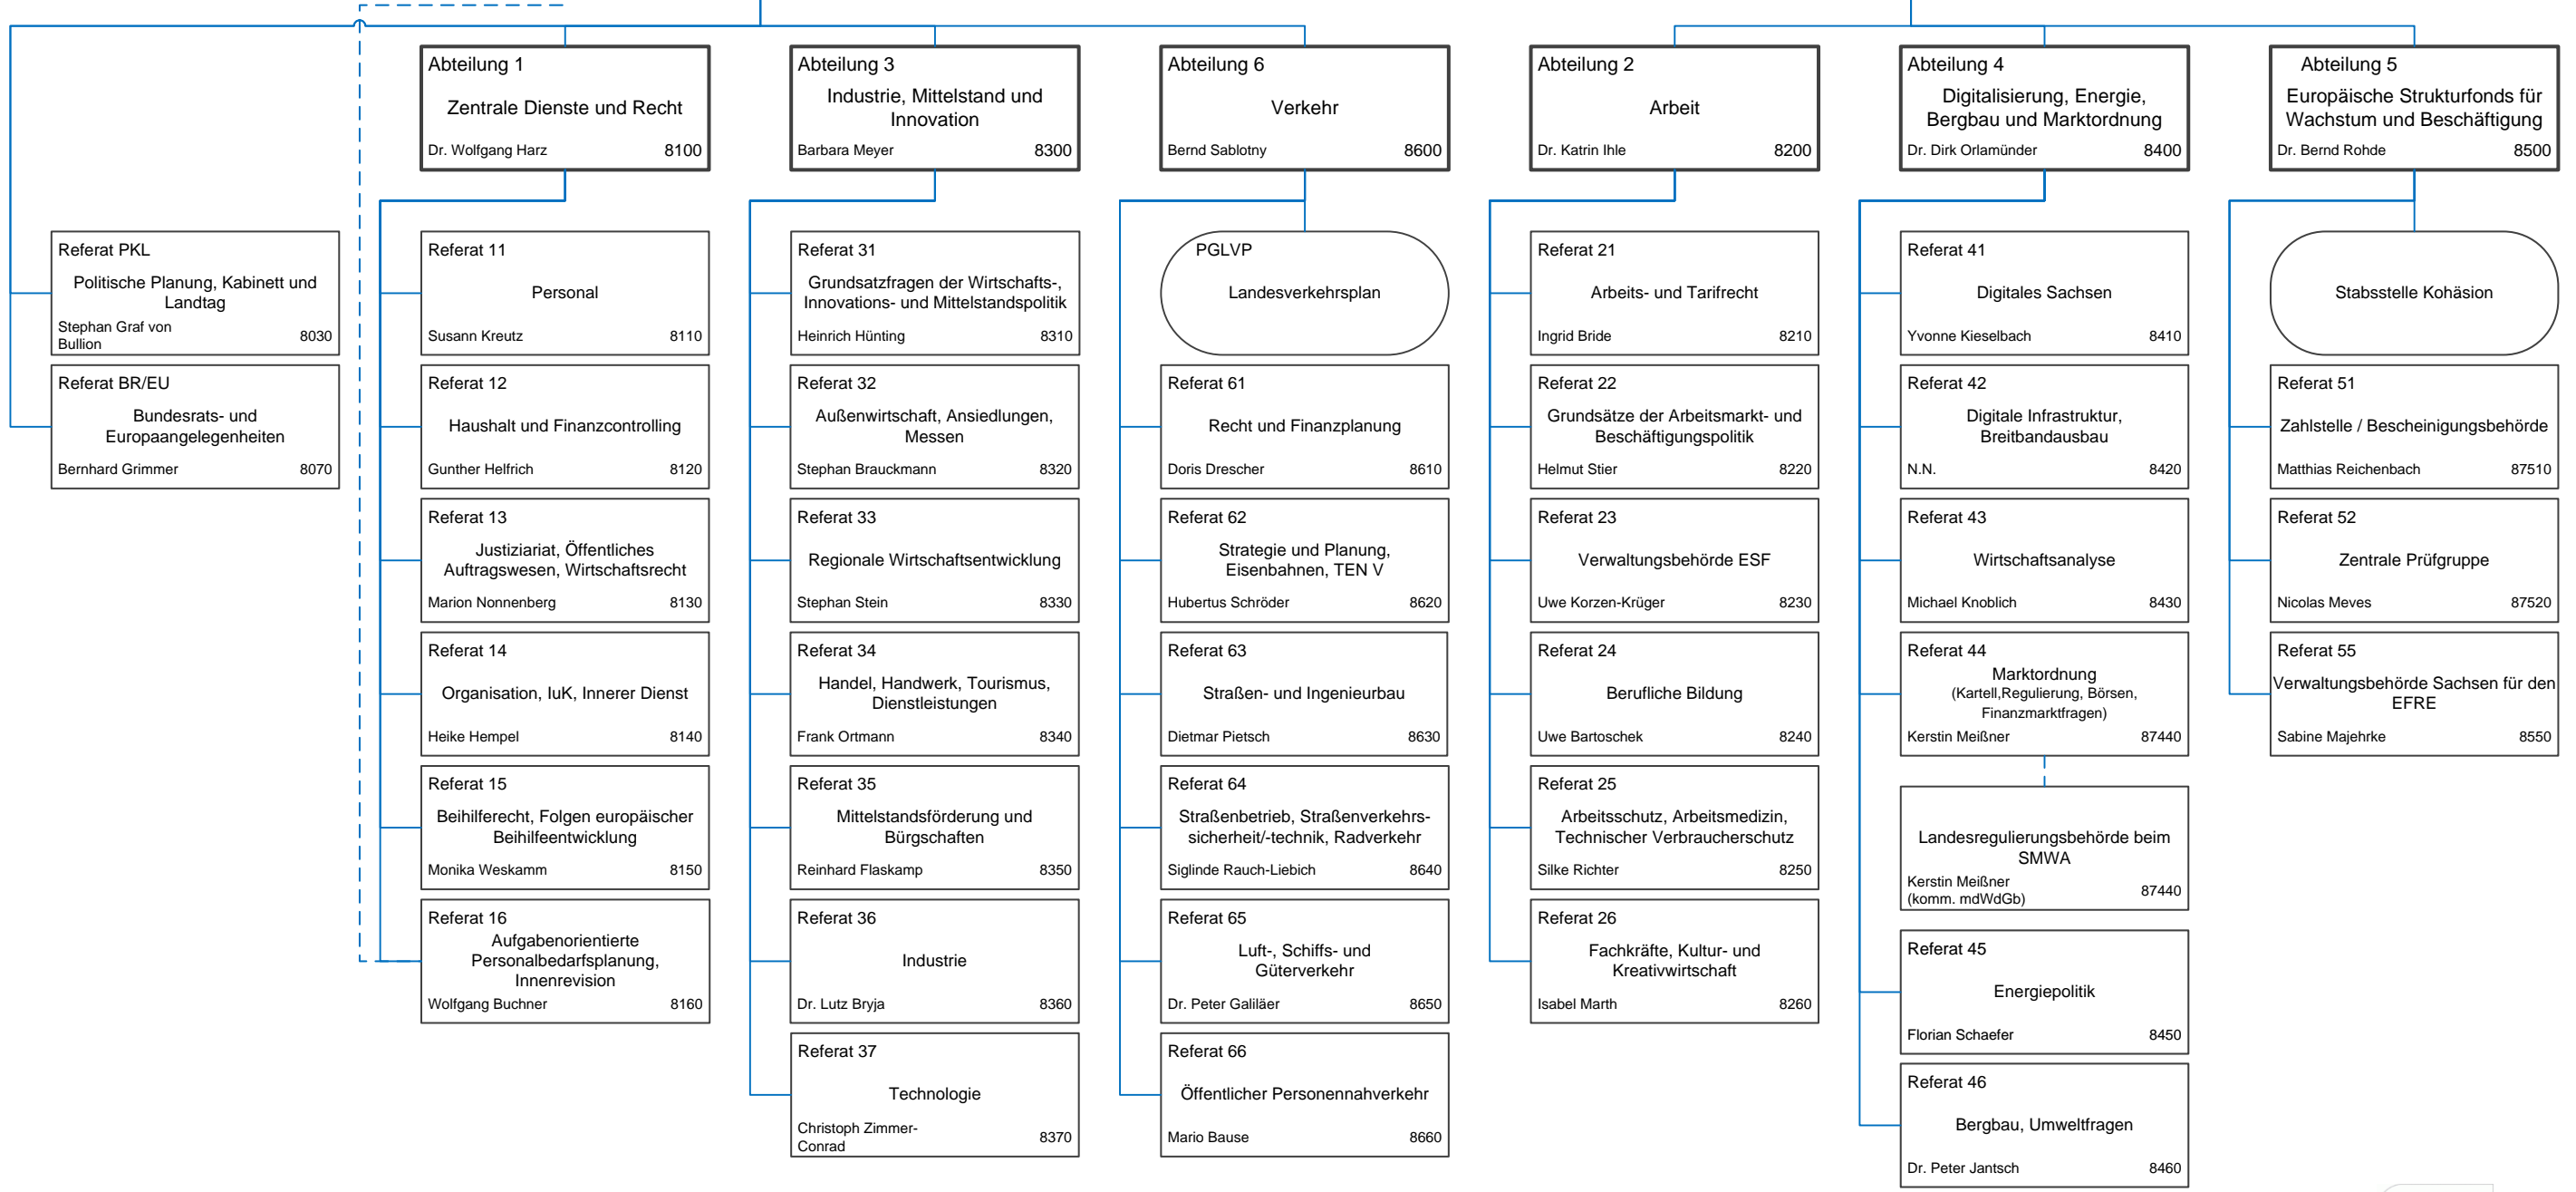 Abteilung 1
Zentrale Dienste und Recht
Dr. Wolfgang Harz 8100
Abteilung 3
Industrie, Mittelstand und
Innovation
Barbara Meyer 8300
Abteilung 6
Verkehr
Bernd Sablotny 8600
Abteilung 2
Arbeit
Dr. Katrin Ihle 8200
Abteilung 4
Digitalisierung, Energie,
Bergbau und Marktordnung
Dr. Dirk Orlamünder 8400
Abteilung 5
Europäische Strukturfonds für
Wachstum und Beschäftigung
Dr. Bernd Rohde 8500
Referat PKL
Politische Planung, Kabinett und
Landtag
Stephan Graf von
Bullion 8030
Referat BR/EU
Bundesrats- und
Europaangelegenheiten
Bernhard Grimmer 8070
Referat 11
Personal
Susann Kreutz 8110
Referat 12
Haushalt und Finanzcontrolling
Gunther Helfrich 8120
Referat 13
Justiziariat, Öffentliches
Auftragswesen, Wirtschaftsrecht
Marion Nonnenberg 8130
Referat 14
Organisation, IuK, Innerer Dienst
Heike Hempel 8140
Referat 15
Beihilferecht, Folgen europäischer
Beihilfeentwicklung
Monika Weskamm 8150
Referat 16
Aufgabenorientierte
Personalbedarfsplanung,
Innenrevision
Wolfgang Buchner 8160
Referat 31
Grundsatzfragen der Wirtschafts-,
Innovations- und Mittelstandspolitik
Heinrich Hünting 8310
Referat 32
Außenwirtschaft, Ansiedlungen,
Messen
Stephan Brauckmann 8320
Referat 33
Regionale Wirtschaftsentwicklung
Stephan Stein 8330
Referat 34
Handel, Handwerk, Tourismus,
Dienstleistungen
Frank Ortmann 8340
Referat 35
Mittelstandsförderung und
Bürgschaften
Reinhard Flaskamp 8350
Referat 36
Industrie
Dr. Lutz Bryja 8360
Referat 37
Technologie
Christoph Zimmer-
Conrad 8370
PGLVP
Landesverkehrsplan
Referat 61
Recht und Finanzplanung
Doris Drescher 8610
Referat 62
Strategie und Planung,
Eisenbahnen, TEN V
Hubertus Schröder 8620
Referat 63
Straßen- und Ingenieurbau
Dietmar Pietsch 8630
Referat 64
Straßenbetrieb, Straßenverkehrs-
sicherheit/-technik, Radverkehr
Siglinde Rauch-Liebich 8640
Referat 65
Luft-, Schiffs- und
Güterverkehr
Dr. Peter Galiläer 8650
Referat 66
Öffentlicher Personennahverkehr
Mario Bause 8660
Referat 21
Arbeits- und Tarifrecht
Ingrid Bride 8210
Referat 22
Grundsätze der Arbeitsmarkt- und
Beschäftigungspolitik
Helmut Stier 8220
Referat 23
Verwaltungsbehörde ESF
Uwe Korzen-Krüger 8230
Referat 24
Berufliche Bildung
Uwe Bartoschek 8240
Referat 25
Arbeitsschutz, Arbeitsmedizin,
Technischer Verbraucherschutz
Silke Richter 8250
Referat 26
Fachkräfte, Kultur- und
Kreativwirtschaft
Isabel Marth 8260
Referat 41
Digitales Sachsen
Yvonne Kieselbach 8410
Referat 42
Digitale Infrastruktur,
Breitbandausbau
N.N. 8420
Referat 43
Wirtschaftsanalyse
Michael Knoblich 8430
Referat 44
Marktordnung
(Kartell,Regulierung, Börsen,
Finanzmarktfragen)
Kerstin Meißner 87440
Landesregulierungsbehörde beim
SMWA
Kerstin Meißner
(komm. mdWdGb) 87440
Referat 45
Energiepolitik
Florian Schaefer 8450
Referat 46
Bergbau, Umweltfragen
Dr. Peter Jantsch 8460
Stabsstelle Kohäsion
Referat 51
Zahlstelle / Bescheinigungsbehörde
Matthias Reichenbach 87510
Referat 52
Zentrale Prüfgruppe
Nicolas Meves 87520
Referat 55
Verwaltungsbehörde Sachsen für den
EFRE
Sabine Majehrke 8550